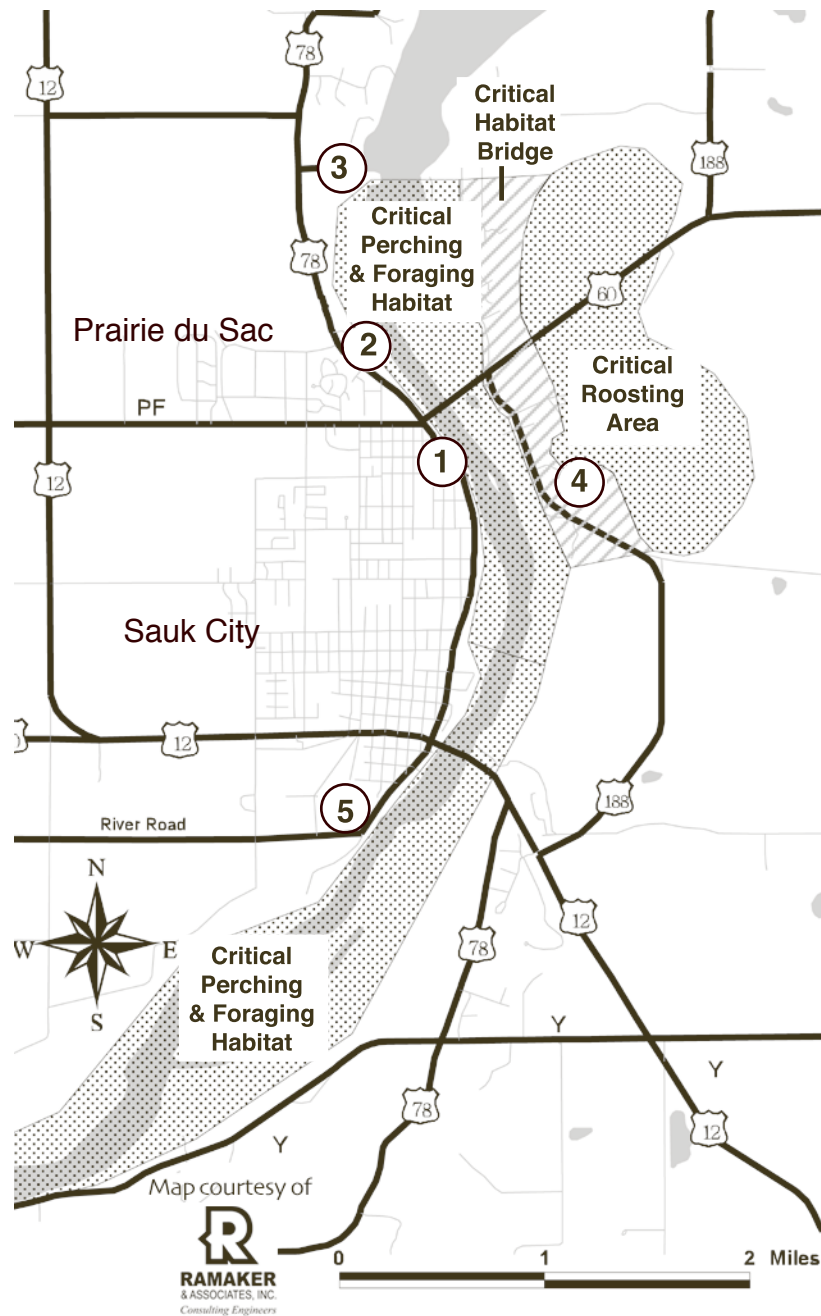 78
12
Critical
Habitat
Bridge
3
188
Critical
Perching
& Foraging
Habitat
78
60
Prairie du Sac
2
Critical
Roosting
Area
PF
1
12
4
Sauk City
12
188
5
River Road
N
W
E
S
12
78
Critical
Perching
& Foraging
Habitat
Y
Y
78
12
Y
Map courtesy of
R
RAMAKER
& ASSOCIATES, INC.
Consulting Engineers
0 1 2 Miles